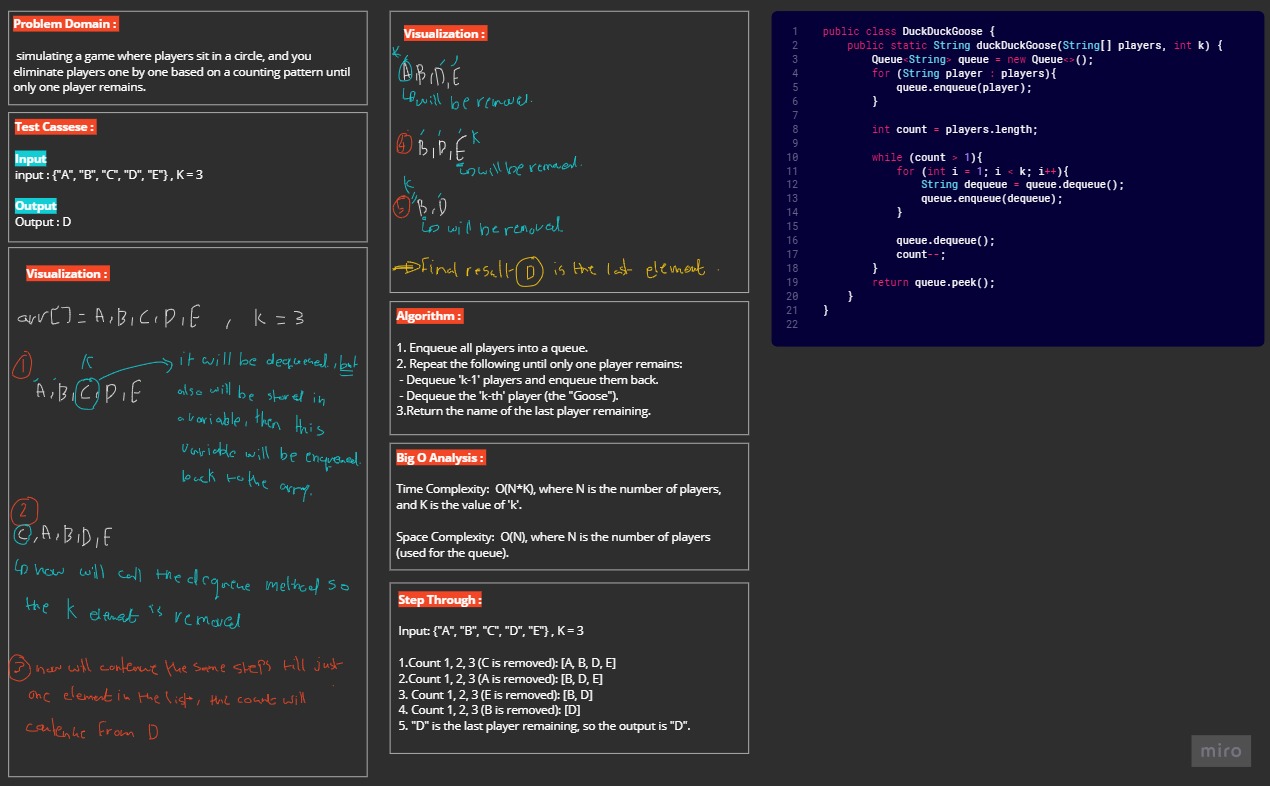 Problem Domain :
simulating a game where players sit in a circle, and you
eliminate players one by one based on a counting pattern until
only one player remains.
Test Cassese :
Input
input : {"A", "B", "C", "D", "E"} , K = 3
Output
Output : D
Visualization :
arr[] = A, B, C, D, E , K = 3
1
K
A, B, C, D, E
it will be dequeued, but
also will be stored in
a variable, then this
variable will be enqueued
back to the array.
2
C, A, B, D, E
now will call the dequeue method so
the k element is removed
3 now will contenue the same steps till just
one element in the list, the count will
contenue from D
Visualization :
K
A, B, D, E
will be removed.
4 B, D, E K
will be removed.
K
5 B, D
will be removed
Final result D is the last element.
Algorithm :
1. Enqueue all players into a queue.
2. Repeat the following until only one player remains:
- Dequeue 'k-1' players and enqueue them back.
- Dequeue the 'k-th' player (the "Goose").
3.Return the name of the last player remaining.
Big O Analysis :
Time Complexity: O(N*K), where N is the number of players,
and K is the value of 'k'.
Space Complexity: O(N), where N is the number of players
(used for the queue).
Step Through :
Input: {"A", "B", "C", "D", "E"} , K = 3
1.Count 1, 2, 3 (C is removed): [A, B, D, E]
2.Count 1, 2, 3 (A is removed): [B, D, E]
3. Count 1, 2, 3 (E is removed): [B, D]
4. Count 1, 2, 3 (B is removed): [D]
5. "D" is the last player remaining, so the output is "D".
1 public class DuckDuckGoose {
2 public static String duckDuckGoose(String[] players, int k) {
3 Queue<String> queue = new Queue<>();
4 for (String player : players){
5 queue.enqueue(player);
6 }
7
8 int count = players.length;
9
10 while (count > 1){
11 for (int i = 1; i < k; i++){
12 String dequeue = queue.dequeue();
13 queue.enqueue(dequeue);
14 }
15
16 queue.dequeue();
17 count--;
18 }
19 return queue.peek();
20 }
21 }
22
miro